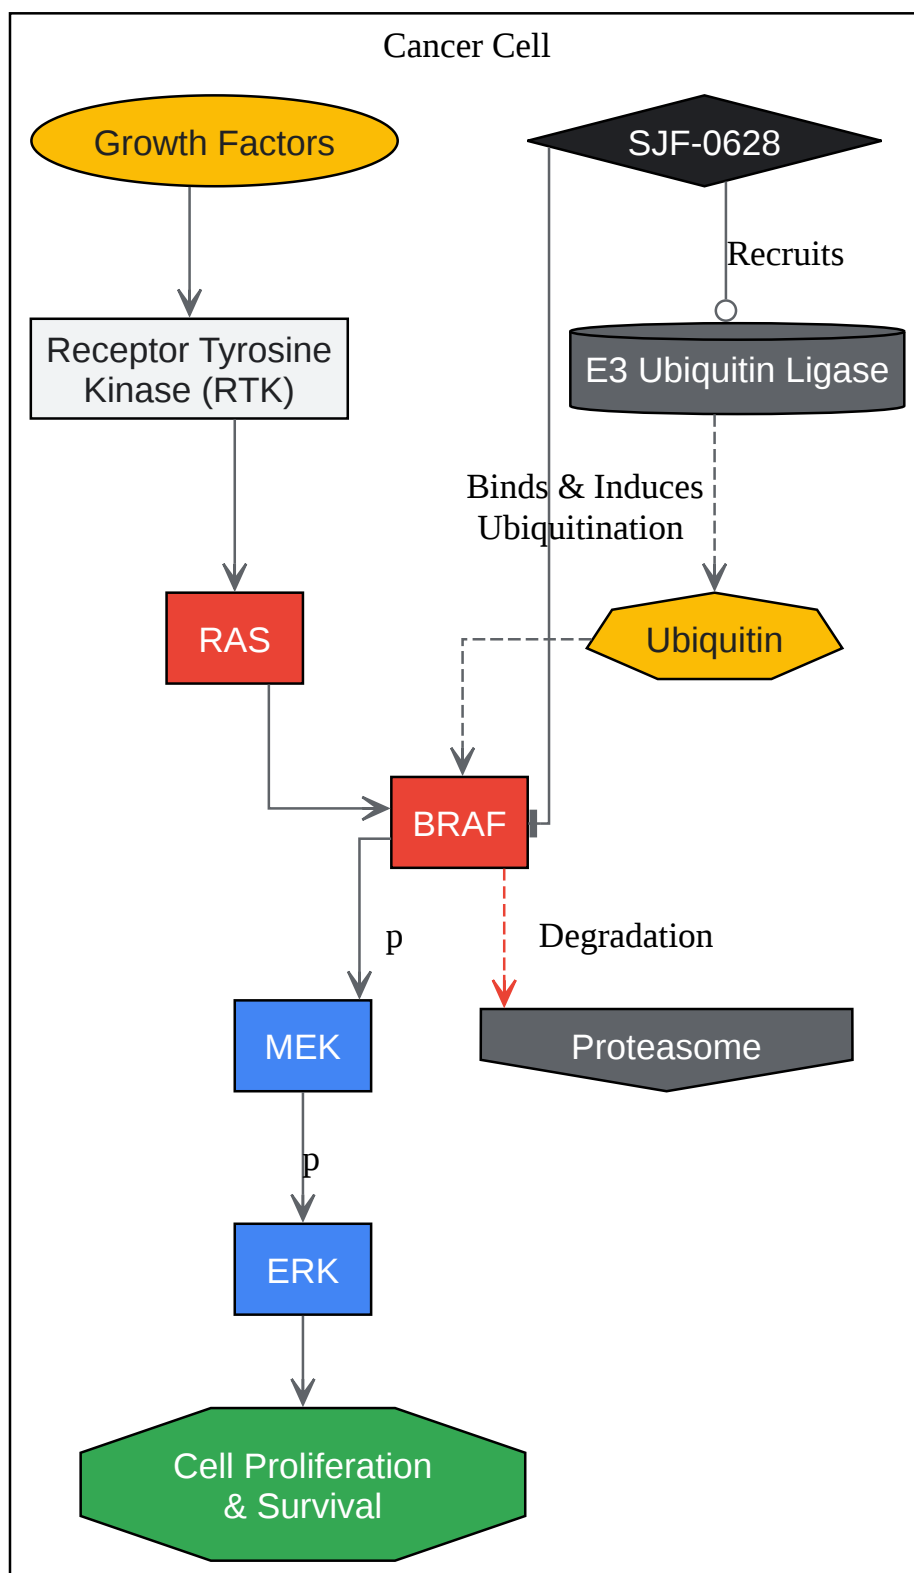 Cancer Cell
Growth Factors
SJF-0628
Recruits
Receptor Tyrosine
Kinase (RTK)
E3 Ubiquitin Ligase
Binds & Induces
Ubiquitination
RAS
Ubiquitin
BRAF
p
Degradation
MEK
Proteasome
p
ERK
Cell Proliferation
& Survival